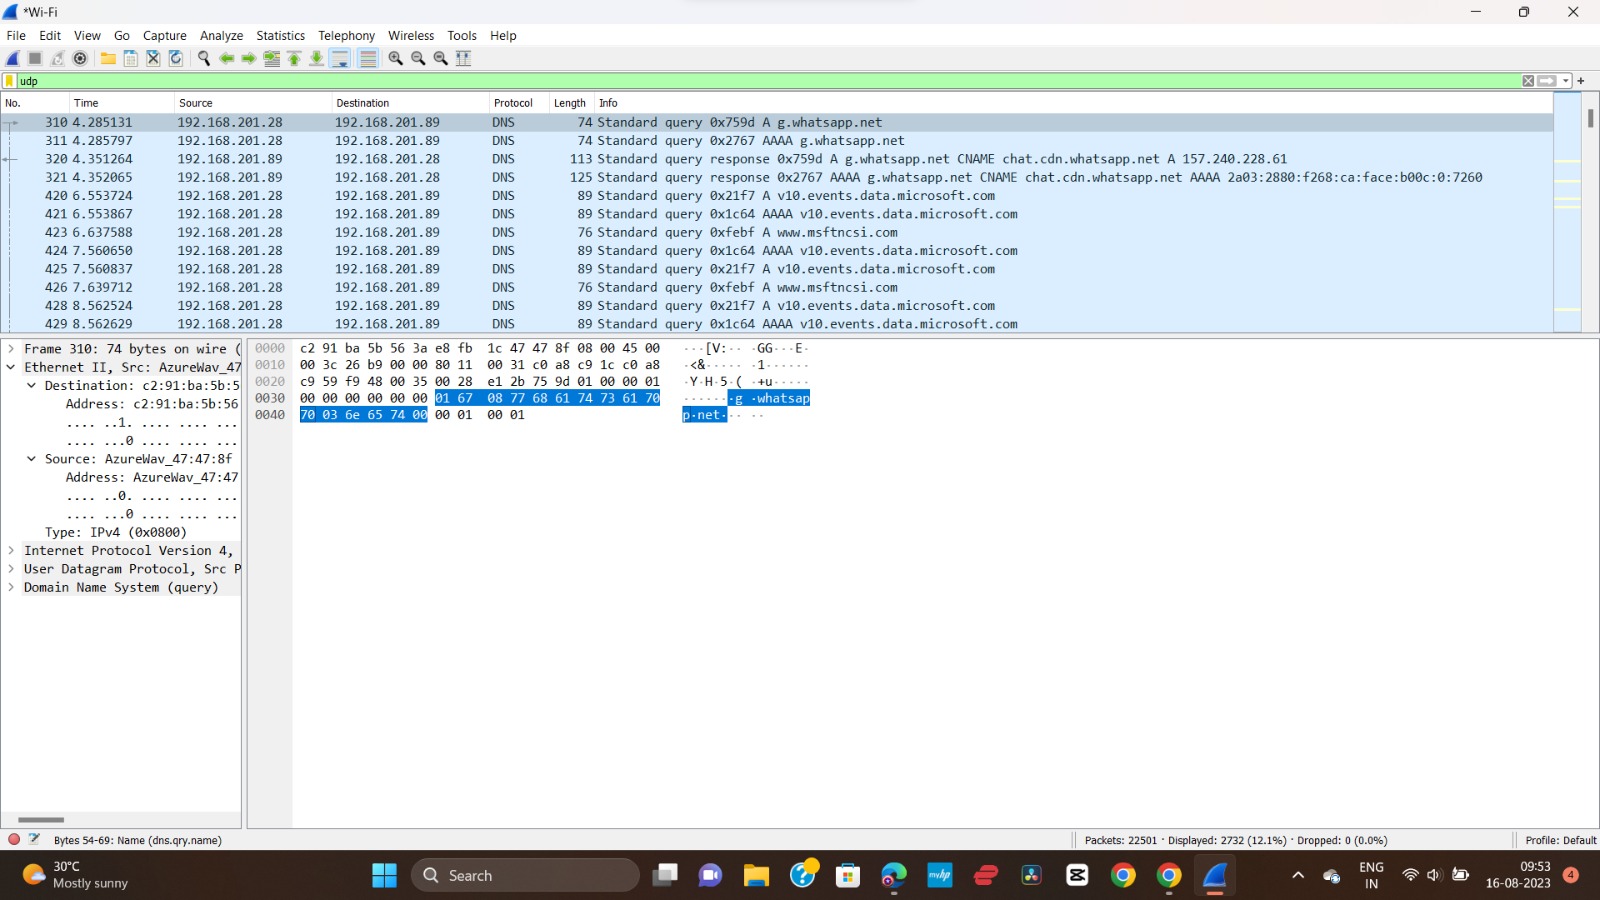 *Wi-Fi
File Edit View Go Capture Analyze Statistics Telephony Wireless Tools Help
udp
No. Time Source Destination Protocol Length Info
310 4.285131 192.168.201.28 192.168.201.89 DNS 74 Standard query 0x759d A g.whatsapp.net
311 4.285797 192.168.201.28 192.168.201.89 DNS 74 Standard query 0x2767 AAAA g.whatsapp.net
320 4.351264 192.168.201.89 192.168.201.28 DNS 113 Standard query response 0x759d A g.whatsapp.net CNAME chat.cdn.whatsapp.net A 157.240.228.61
321 4.352065 192.168.201.89 192.168.201.28 DNS 125 Standard query response 0x2767 AAAA g.whatsapp.net CNAME chat.cdn.whatsapp.net AAAA 2a03:2880:f268:ca:face:b00c:0:7260
420 6.553724 192.168.201.28 192.168.201.89 DNS 89 Standard query 0x21f7 A v10.events.data.microsoft.com
421 6.553867 192.168.201.28 192.168.201.89 DNS 89 Standard query 0x1c64 AAAA v10.events.data.microsoft.com
423 6.637588 192.168.201.28 192.168.201.89 DNS 76 Standard query 0xfebf A www.msftncsi.com
424 7.560650 192.168.201.28 192.168.201.89 DNS 89 Standard query 0x1c64 AAAA v10.events.data.microsoft.com
425 7.560837 192.168.201.28 192.168.201.89 DNS 89 Standard query 0x21f7 A v10.events.data.microsoft.com
426 7.639712 192.168.201.28 192.168.201.89 DNS 76 Standard query 0xfebf A www.msftncsi.com
428 8.562524 192.168.201.28 192.168.201.89 DNS 89 Standard query 0x21f7 A v10.events.data.microsoft.com
429 8.562629 192.168.201.28 192.168.201.89 DNS 89 Standard query 0x1c64 AAAA v10.events.data.microsoft.com
Frame 310: 74 bytes on wire (
Ethernet II, Src: AzureWav_47
Destination: c2:91:ba:5b:5
Address: c2:91:ba:5b:56
.... ..1. .... .... ...
.... ...0 .... .... ...
Source: AzureWav_47:47:8f
Address: AzureWav_47:47
.... ..0. .... .... ...
.... ...0 .... .... ...
Type: IPv4 (0x0800)
Internet Protocol Version 4,
User Datagram Protocol, Src P
Domain Name System (query)
0000 c2 91 ba 5b 56 3a e8 fb 1c 47 47 8f 08 00 45 00 ···[V:·· ·GG···E·
0010 00 3c 26 b9 00 00 80 11 00 31 c0 a8 c9 1c c0 a8 ·<&····· ·1······
0020 c9 59 f9 48 00 35 00 28 e1 2b 75 9d 01 00 00 01 ·Y·H·5·( ·+u·····
0030 00 00 00 00 00 00 01 67 08 77 68 61 74 73 61 70 ·······g ·whatsap
0040 70 03 6e 65 74 00 00 01 00 01 p·net··· ··
Bytes 54-69: Name (dns.qry.name)
Packets: 22501 · Displayed: 2732 (12.1%) · Dropped: 0 (0.0%)
Profile: Default
30°C
Mostly sunny
Search
myhp
ENG
IN
09:53
16-08-2023
4